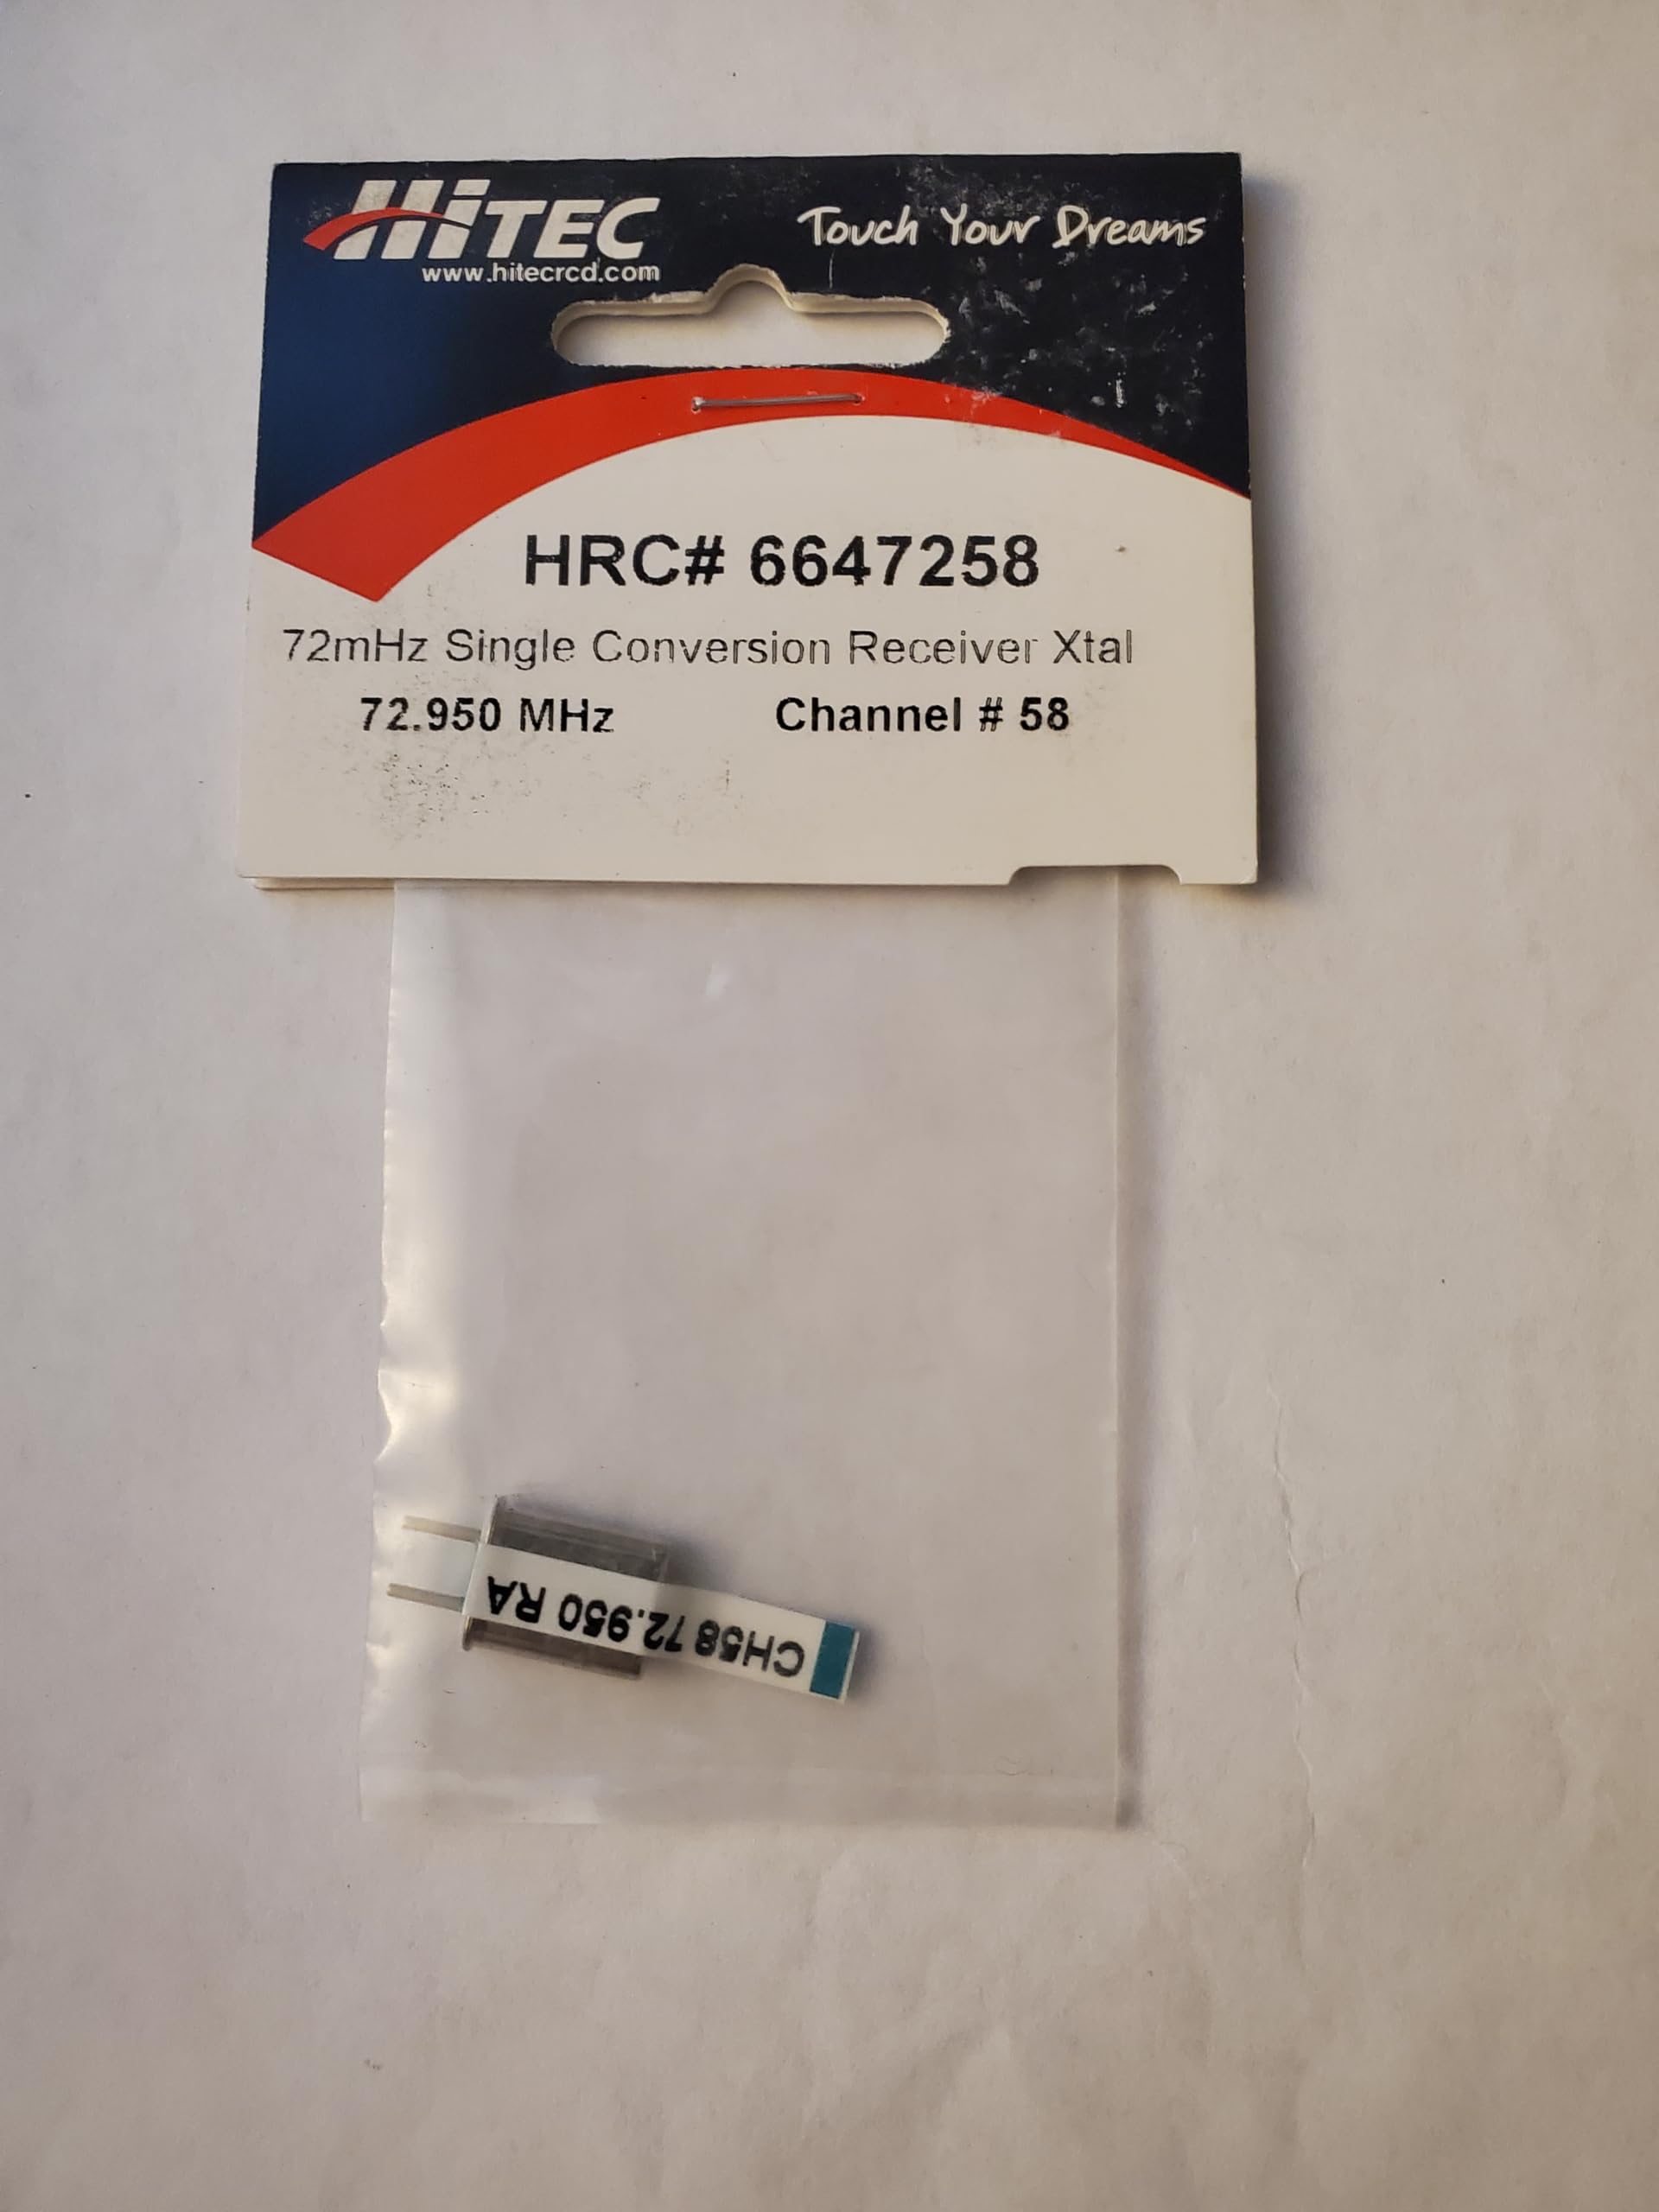 HiTEC
www.hitecrcd.com
Touch Your Dreams
HRC# 6647258
72mHz Single Conversion Receiver Xtal
72.950 MHz Channel # 58
CH58 72.950 RA